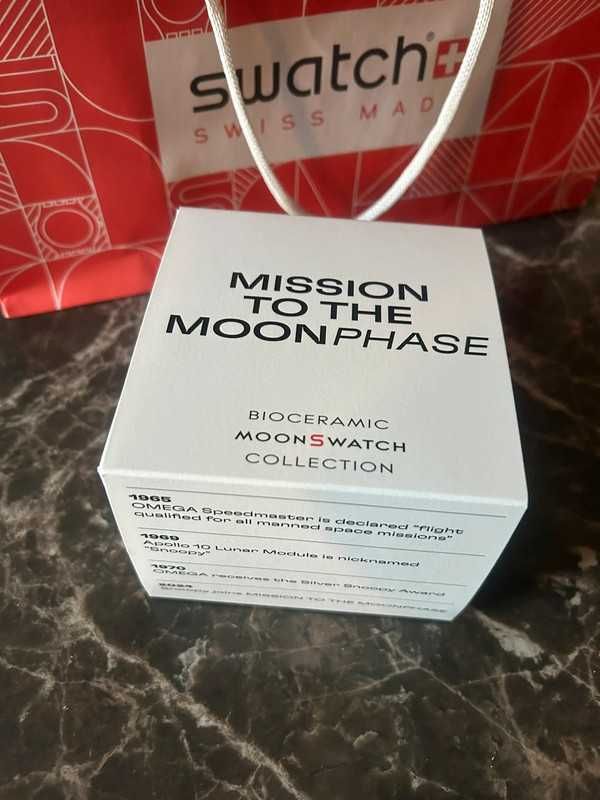 swatch
SWISS MAD
MISSION
TO THE
MOONPHASE
BIOCERAMIC
MOONSWATCH
COLLECTION
1965
OMEGA Speedmaster is declared "flight
qualified for all manned space missions"
1969
Apollo 10 Lunar Module is nicknamed
"Snoopy"
1970
OMEGA receives the Silver Snoopy Award
2024
Snoopy joins MISSION TO THE MOONPHASE